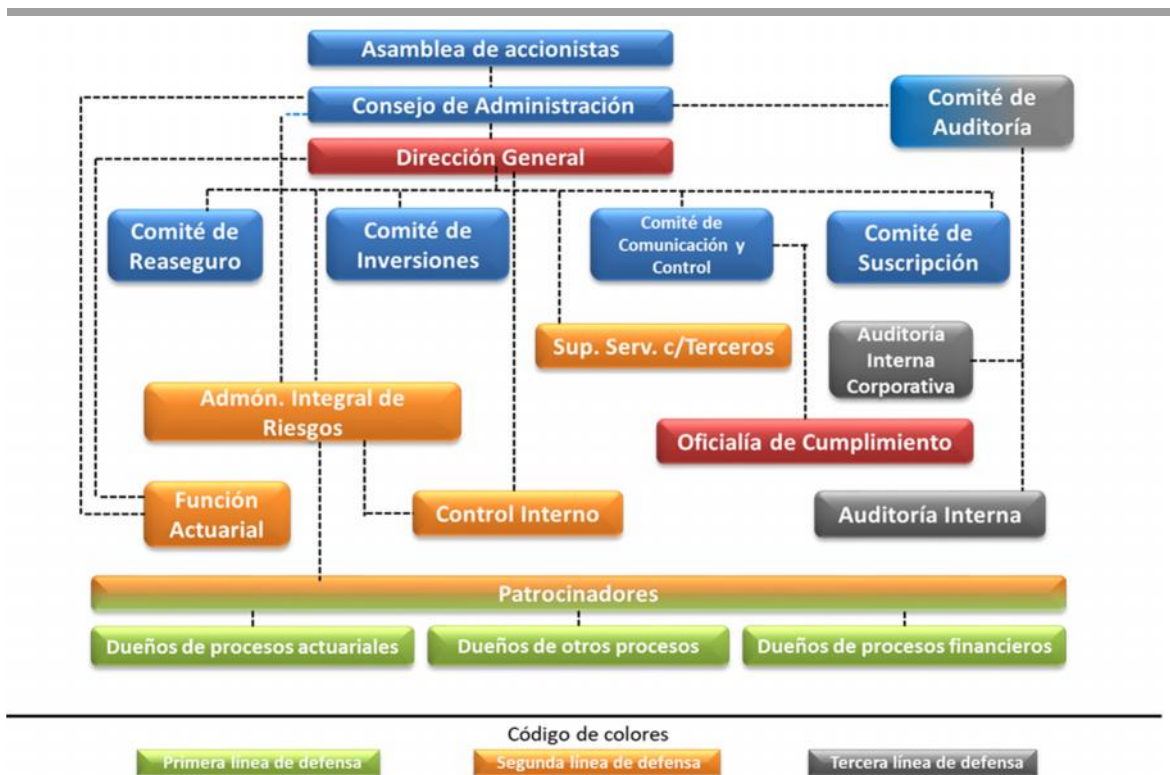 Asamblea de accionistas
Consejo de Administración
Comité de
Auditoría
Dirección General
Comité de
Reaseguro
Comité de
Inversiones
Comité de
Comunicación y
Control
Comité de
Suscripción
Sup. Serv. c/Terceros
Auditoría
Interna
Corporativa
Admón. Integral de
Riesgos
Oficialía de Cumplimiento
Función
Actuarial
Control Interno
Auditoría Interna
Patrocinadores
Dueños de procesos actuariales
Dueños de otros procesos
Dueños de procesos financieros
Código de colores
Primera línea de defensa
Segunda línea de defensa
Tercera línea de defensa